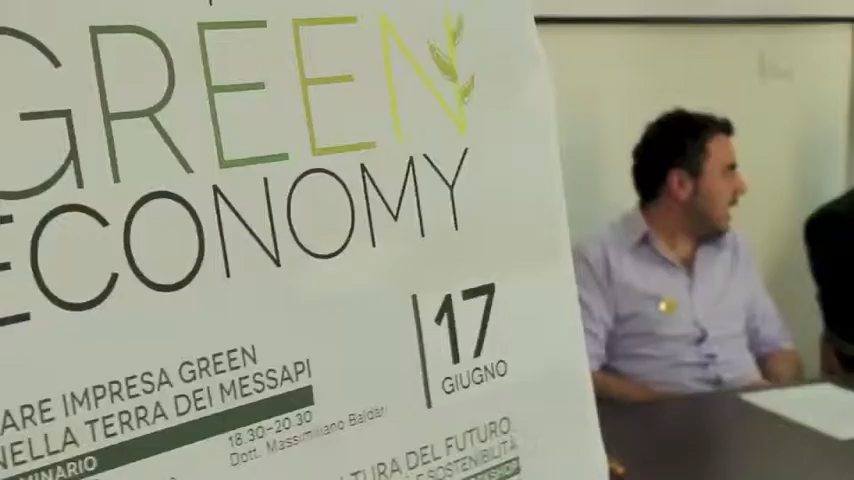 GREEN
ECONOMY
17
GIUGNO
ARE IMPRESA GREEN
NELLA TERRA DEI MESSAPI
MINARIO
18.30-20.30
Dott. Massimiliano Baldari
LTURA DEL FUTURO
E SOSTENIBILITÀ